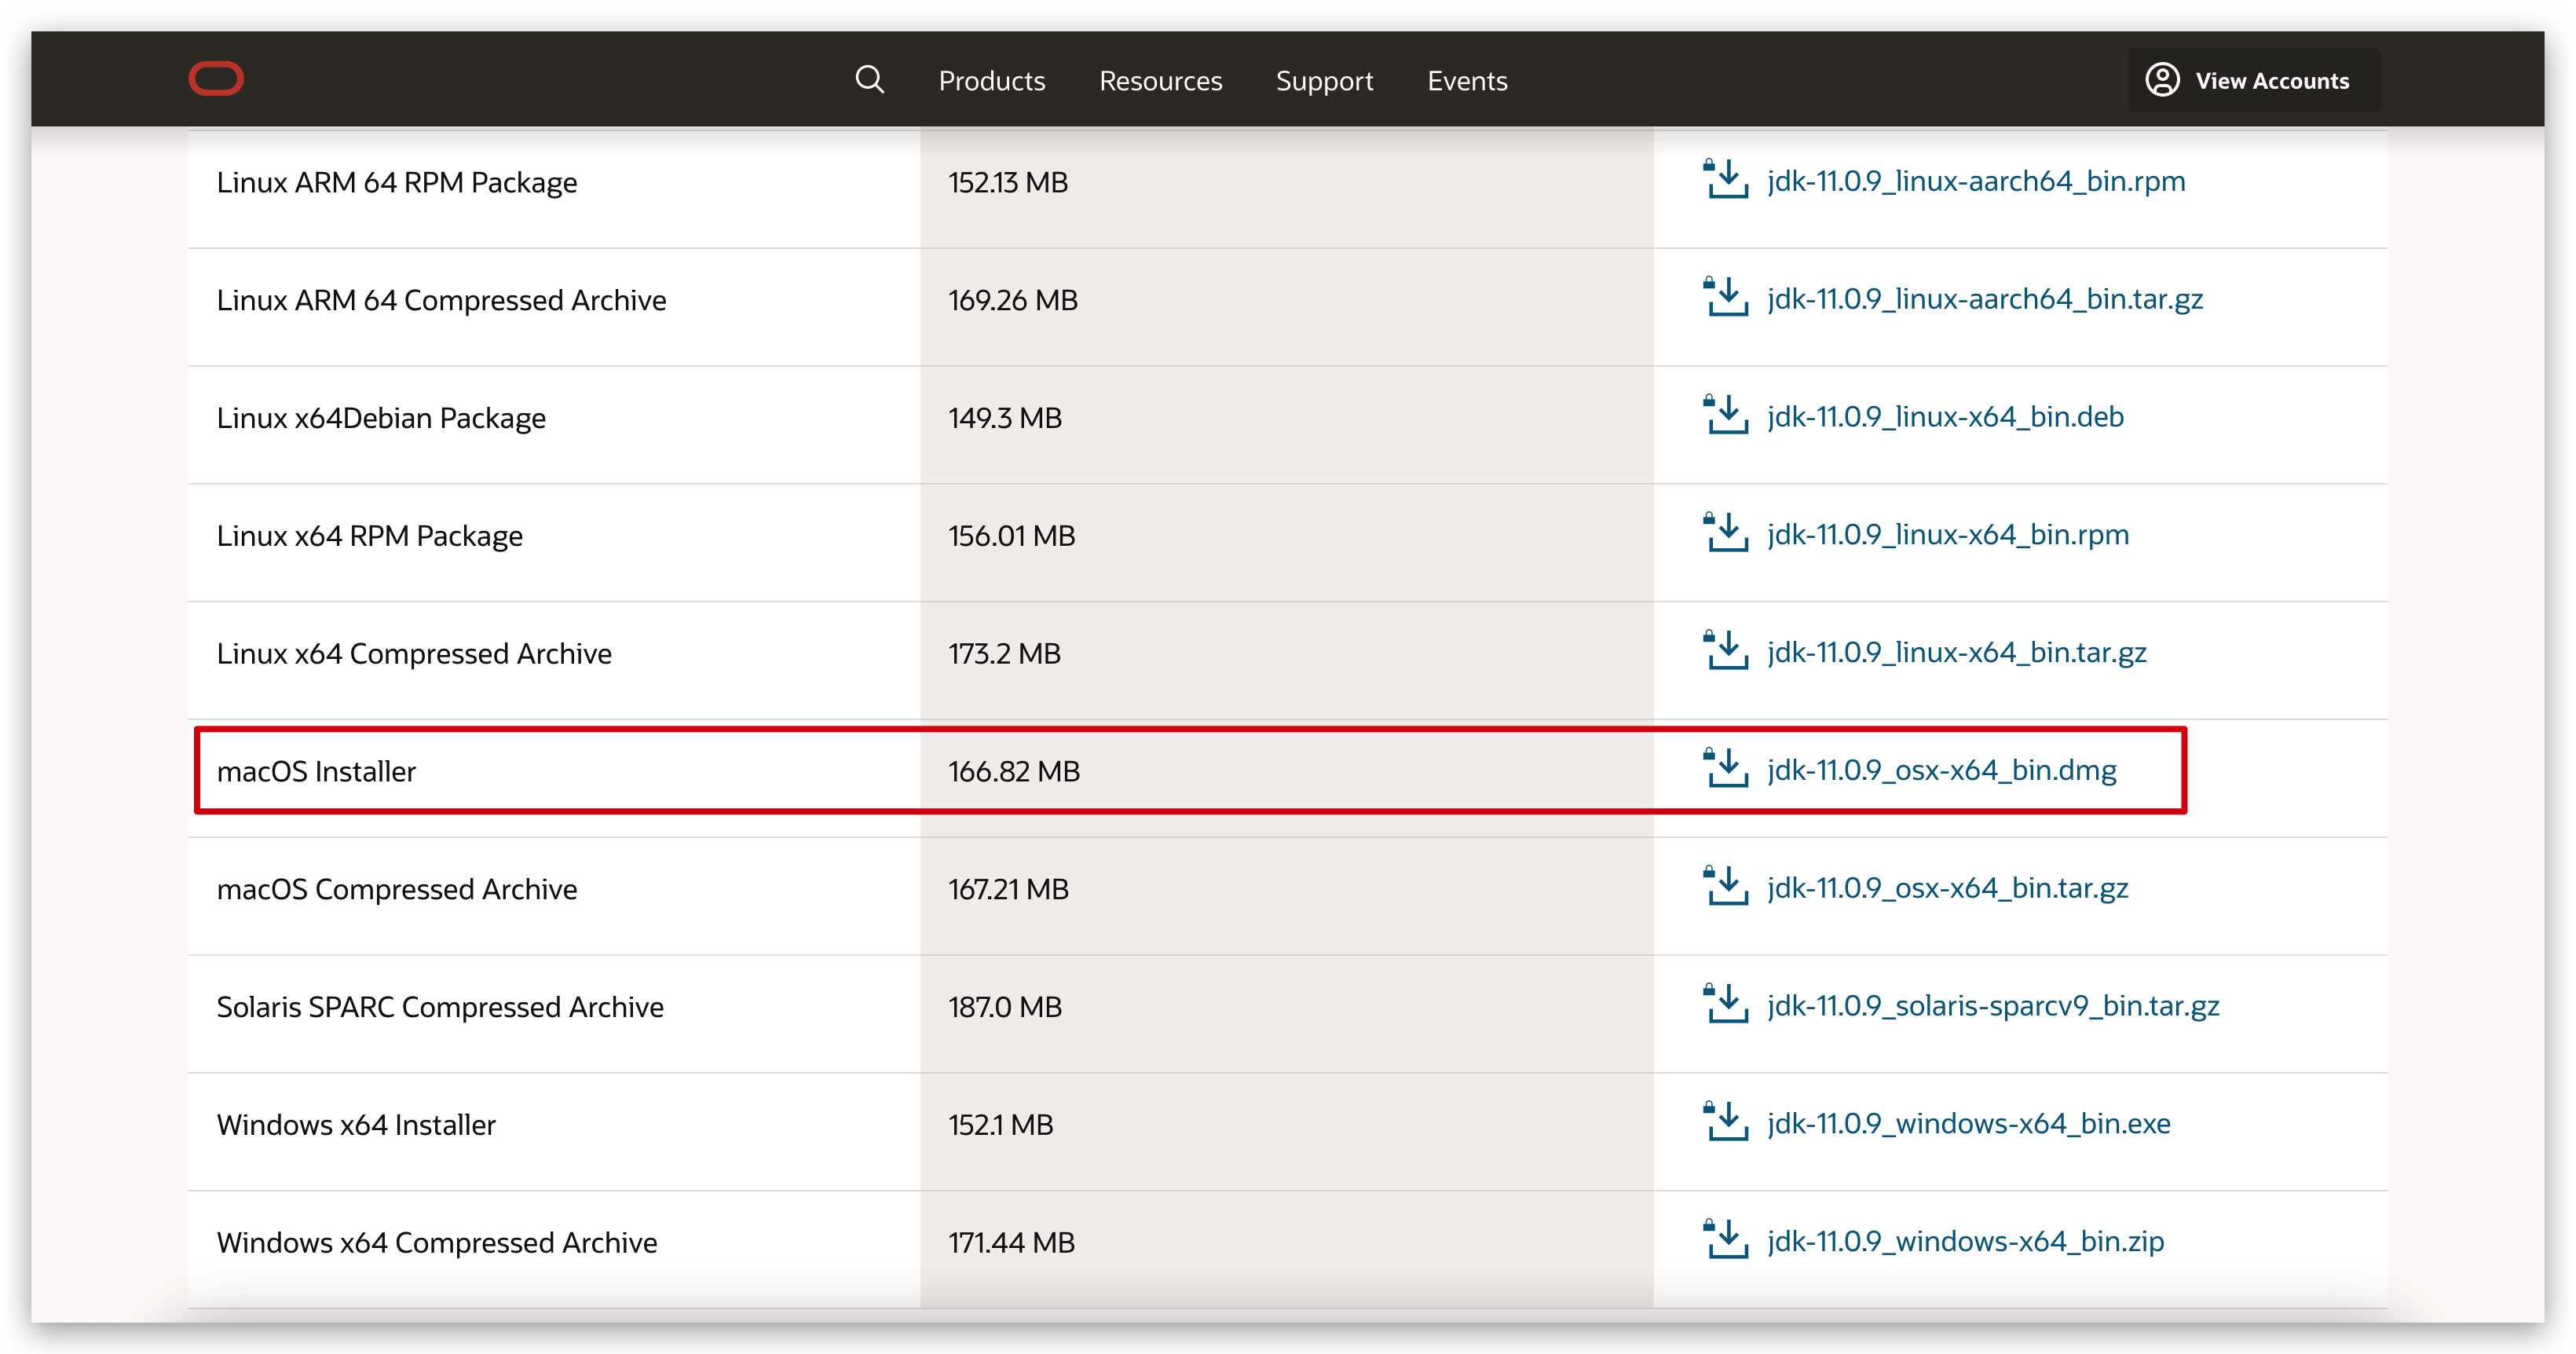 Products Resources Support Events View Accounts
Linux ARM 64 RPM Package 152.13 MB jdk-11.0.9_linux-aarch64_bin.rpm
Linux ARM 64 Compressed Archive 169.26 MB jdk-11.0.9_linux-aarch64_bin.tar.gz
Linux x64Debian Package 149.3 MB jdk-11.0.9_linux-x64_bin.deb
Linux x64 RPM Package 156.01 MB jdk-11.0.9_linux-x64_bin.rpm
Linux x64 Compressed Archive 173.2 MB jdk-11.0.9_linux-x64_bin.tar.gz
macOS Installer 166.82 MB jdk-11.0.9_osx-x64_bin.dmg
macOS Compressed Archive 167.21 MB jdk-11.0.9_osx-x64_bin.tar.gz
Solaris SPARC Compressed Archive 187.0 MB jdk-11.0.9_solaris-sparcv9_bin.tar.gz
Windows x64 Installer 152.1 MB jdk-11.0.9_windows-x64_bin.exe
Windows x64 Compressed Archive 171.44 MB jdk-11.0.9_windows-x64_bin.zip